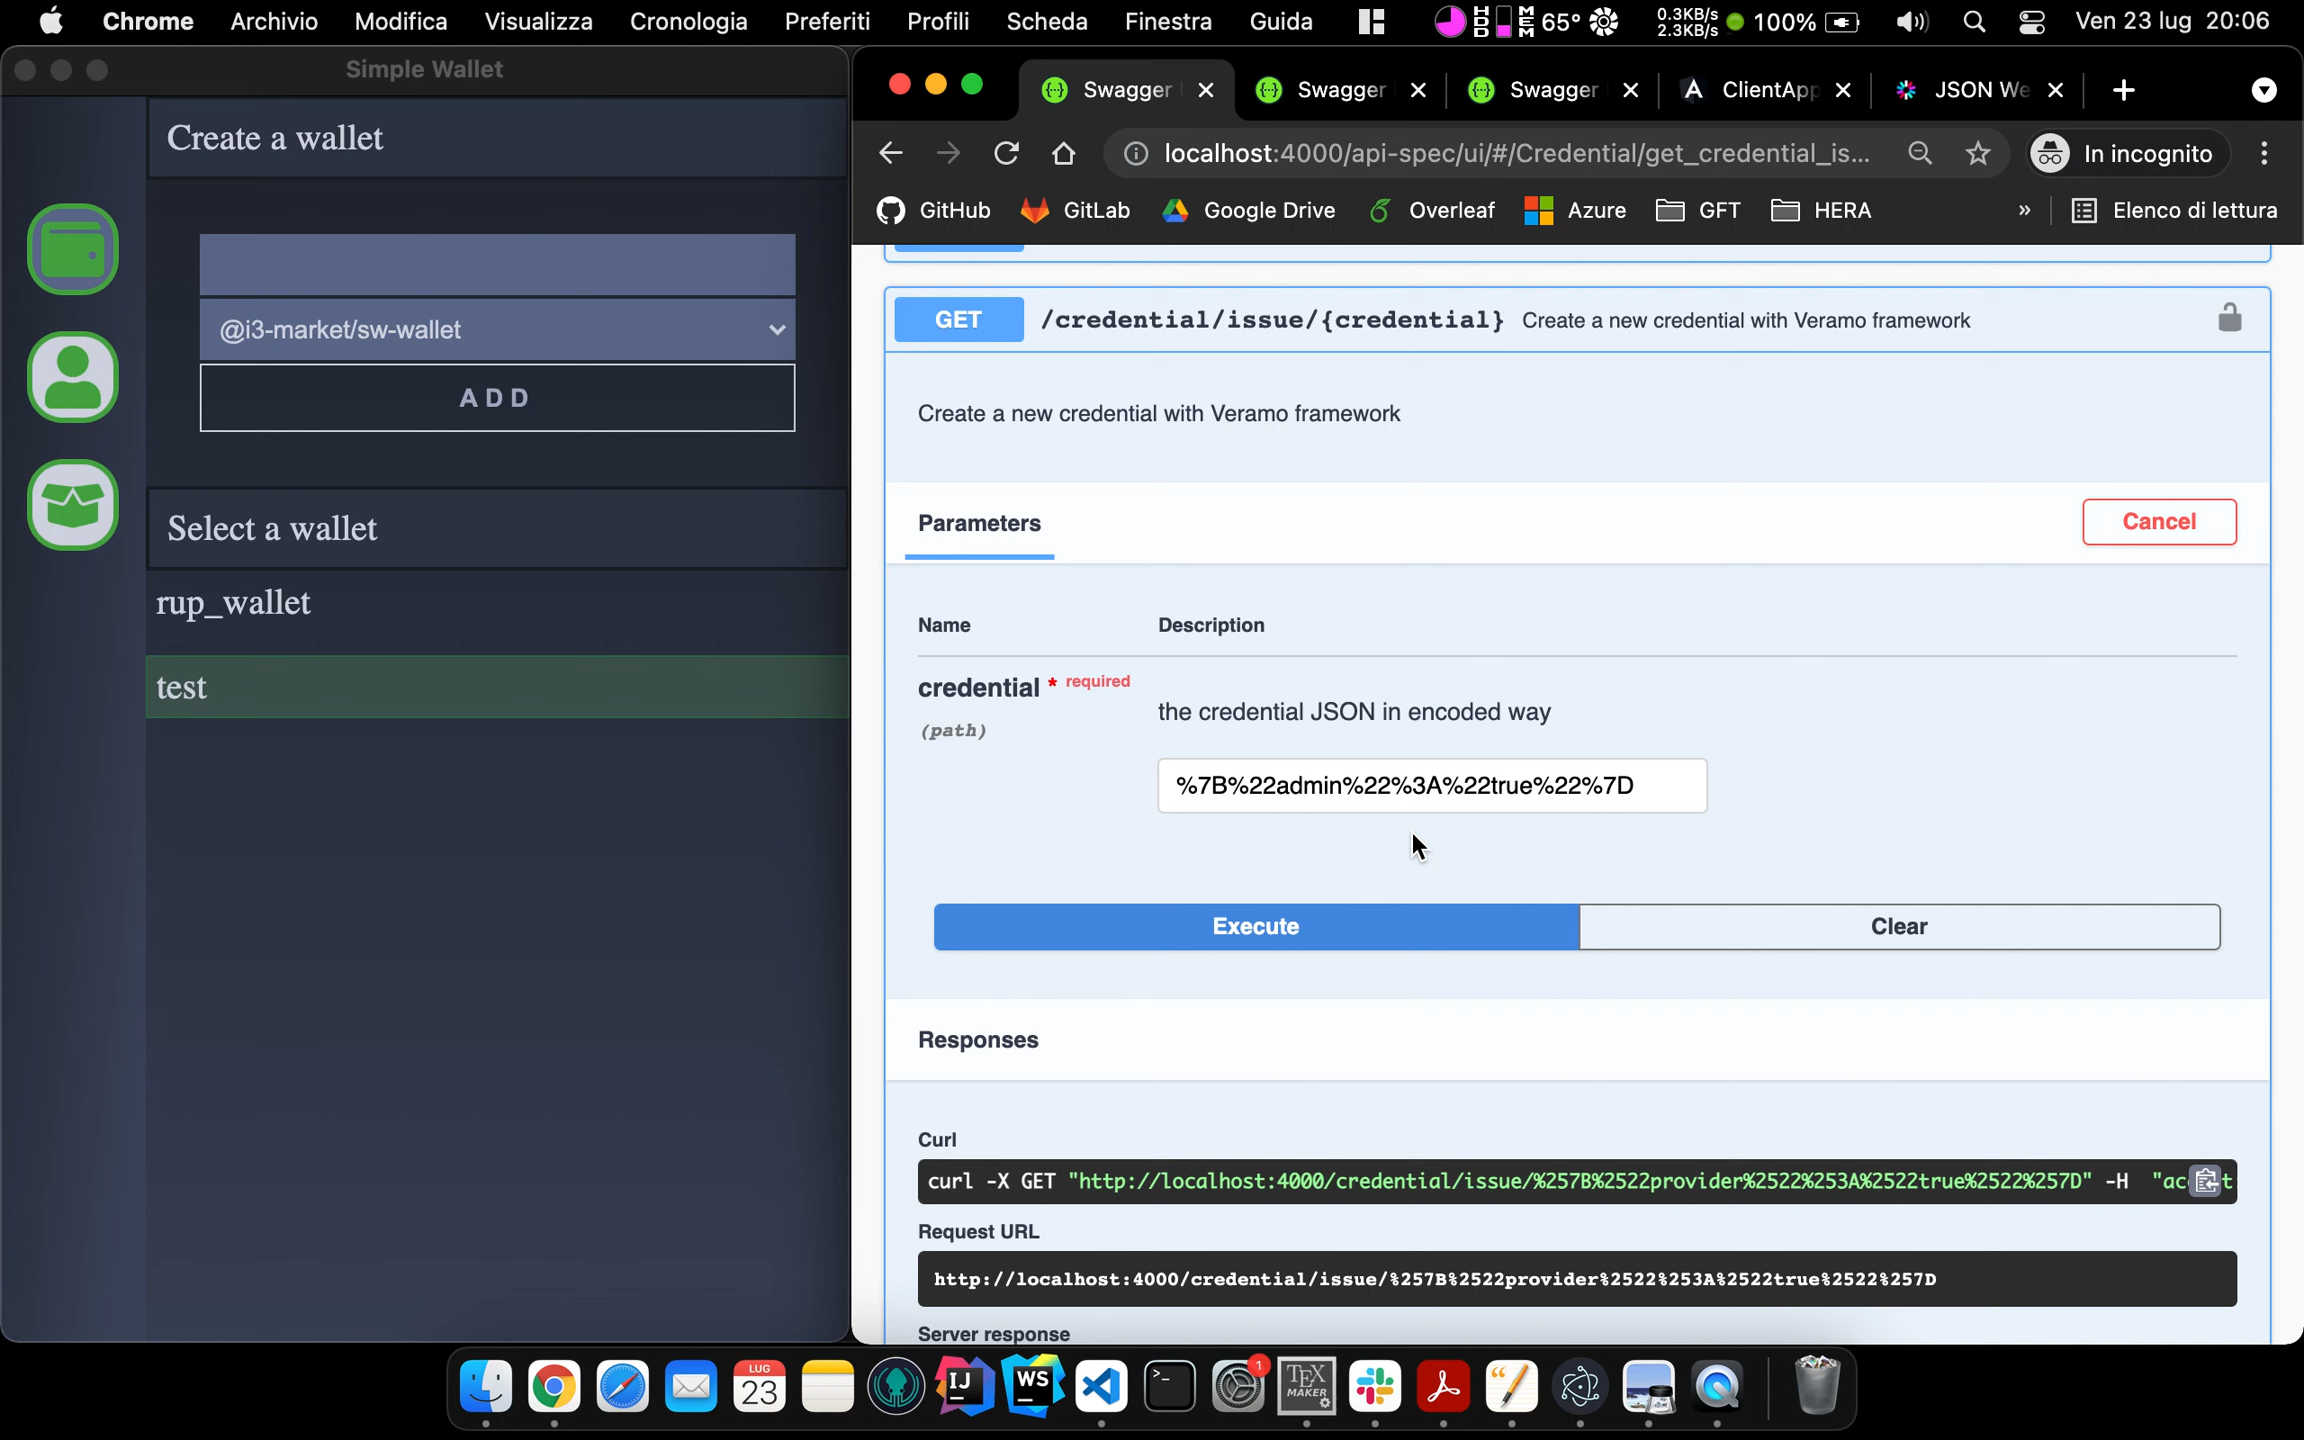 Chrome Archivio Modifica Visualizza Cronologia Preferiti Profili Scheda Finestra Guida HDD MEM 65° 0.3KB/s 2.3KB/s 100% Ven 23 lug 20:06
Simple Wallet
Create a wallet
@i3-market/sw-wallet
ADD
Select a wallet
rup_wallet
test
Swagger Swagger Swagger ClientApp JSON We
localhost:4000/api-spec/ui/#/Credential/get_credential_is... In incognito
GitHub GitLab Google Drive Overleaf Azure GFT HERA » Elenco di lettura
GET /credential/issue/{credential} Create a new credential with Veramo framework
Create a new credential with Veramo framework
Parameters Cancel
Name Description
credential * required
(path)
the credential JSON in encoded way
%7B%22admin%22%3A%22true%22%7D
Execute Clear
Responses
Curl
curl -X GET "http://localhost:4000/credential/issue/%257B%2522provider%2522%253A%2522true%2522%257D" -H "ac t
Request URL
http://localhost:4000/credential/issue/%257B%2522provider%2522%253A%2522true%2522%257D
Server response
LUG
23
IJ
WS
>_
1
TEX
MAKER